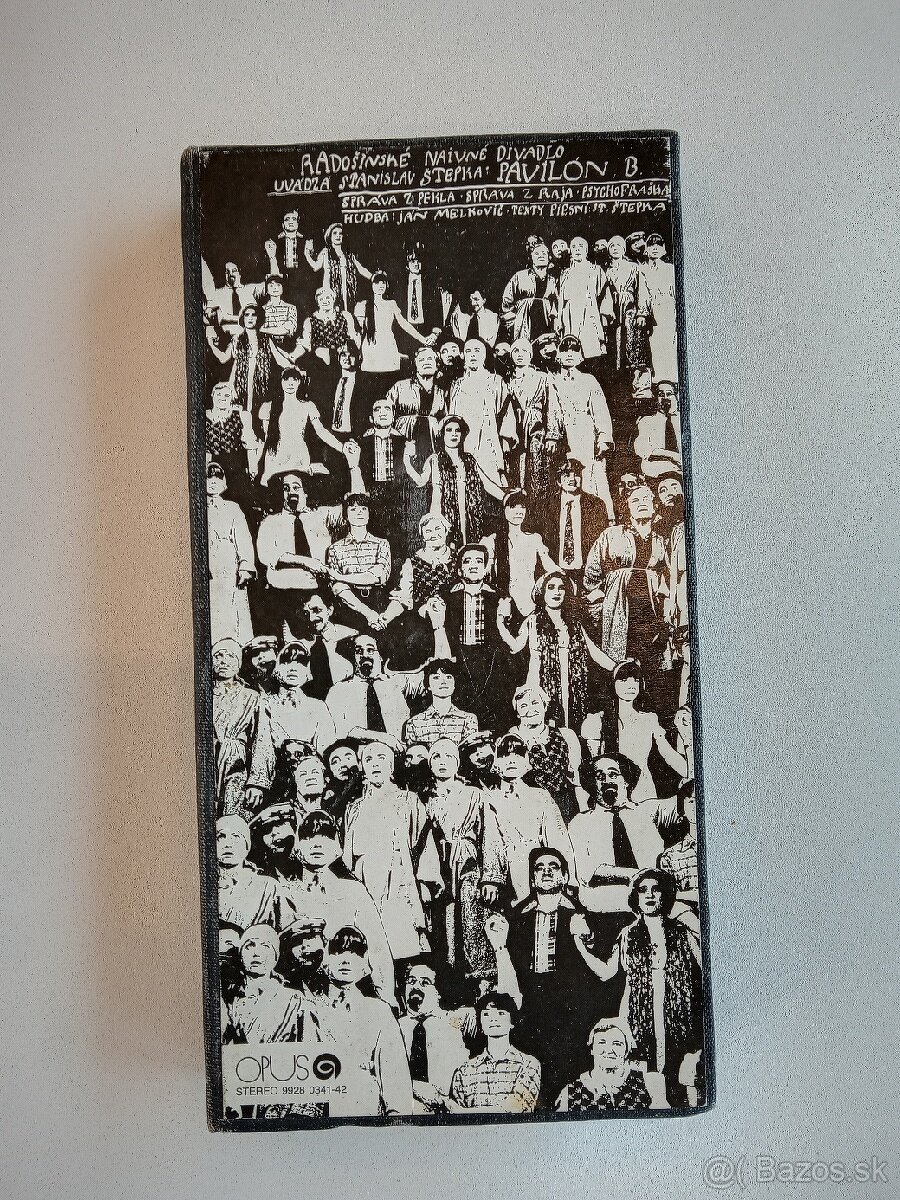 RADOŠINSKÉ NAIVNÉ DIVADLO
UVÁDZA STANISLAV ŠTEPKA: PAVILÓN B.
SPRÁVA Z PEKLA · SPRÁVA Z RAJA · PSYCHOPRAŠKA
HUDBA: JÁN MELKOVIČ · TEXTY PIESNÍ: ST. ŠTEPKA
OPUS
STEREO 9928 0341-42
@( Bazos.sk